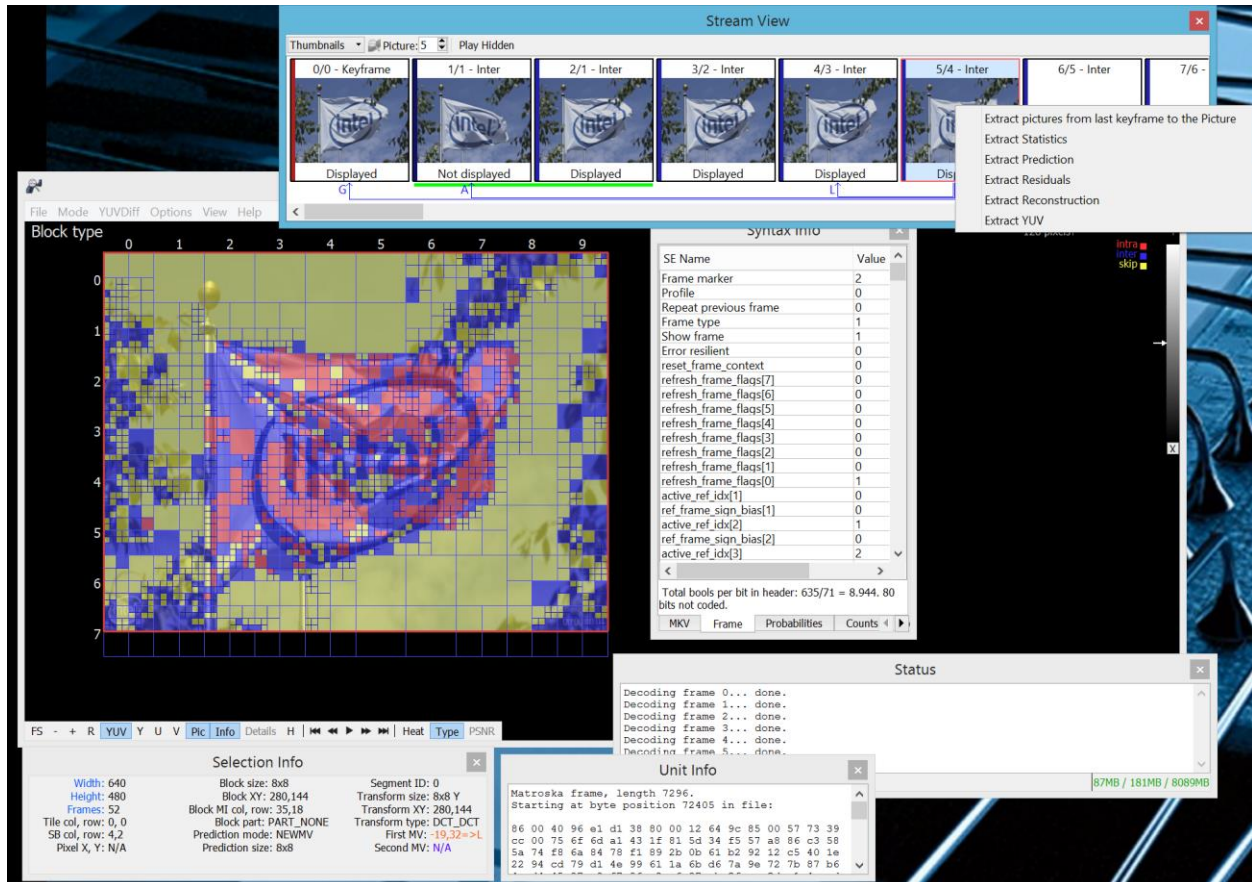 Stream View
Thumbnails Picture: 5 Play Hidden
0/0 - Keyframe 1/1 - Inter 2/1 - Inter 3/2 - Inter 4/3 - Inter 5/4 - Inter 6/5 - Inter 7/6 -
intel intel intel intel intel
Displayed Not displayed Displayed Displayed Displayed
G A L
Extract pictures from last keyframe to the Picture
Extract Statistics
Extract Prediction
Extract Residuals
Extract Reconstruction
Extract YUV
File Mode YUVDiff Options View Help
Block type
intra
inter
skip
0 1 2 3 4 5 6 7 8 9
0
1
2
3
4
5
6
7
X
Syntax Info
SE Name Value
Frame marker 2
Profile 0
Repeat previous frame 0
Frame type 1
Show frame 1
Error resilient 0
reset_frame_context 0
refresh_frame_flags[7] 0
refresh_frame_flags[6] 0
refresh_frame_flags[5] 0
refresh_frame_flags[4] 0
refresh_frame_flags[3] 0
refresh_frame_flags[2] 0
refresh_frame_flags[1] 0
refresh_frame_flags[0] 1
active_ref_idx[1] 0
ref_frame_sign_bias[1] 0
active_ref_idx[2] 1
ref_frame_sign_bias[2] 0
active_ref_idx[3] 2
Total bools per bit in header: 635/71 = 8.944. 80
bits not coded.
MKV Frame Probabilities Counts
FS - + R YUV Y U V Pic Info Details H Heat Type PSNR
Status
Decoding frame 0... done.
Decoding frame 1... done.
Decoding frame 2... done.
Decoding frame 3... done.
Decoding frame 4... done.
Decoding frame 5... done.
87MB / 181MB / 8089MB
Selection Info
Width: 640 Block size: 8x8 Segment ID: 0
Height: 480 Block XY: 280,144 Transform size: 8x8 Y
Frames: 52 Block MI col, row: 35,18 Transform XY: 280,144
Tile col, row: 0, 0 Block part: PART_NONE Transform type: DCT_DCT
SB col, row: 4,2 Prediction mode: NEWMV First MV: -19,32=>L
Pixel X, Y: N/A Prediction size: 8x8 Second MV: N/A
Unit Info
Matroska frame, length 7296.
Starting at byte position 72405 in file:
86 00 40 96 e1 d1 38 80 00 12 64 9c 85 00 57 73 39
cc 00 75 6f 6d a1 43 1f 81 5d 34 f5 57 a8 86 c3 58
5a 74 f8 6a 84 78 f1 89 2b 0b 61 b2 92 12 c5 40 1e
22 94 cd 79 d1 4e 99 61 1a 6b d6 7a 9e 72 7b 87 b6